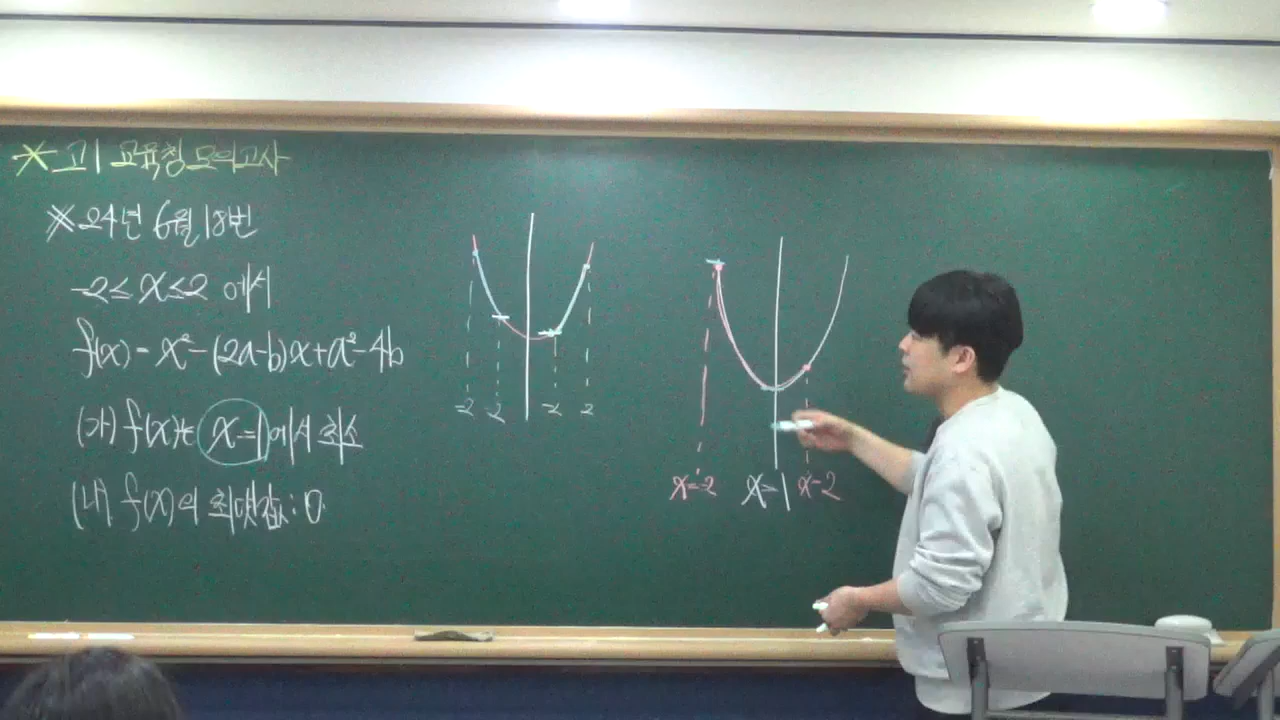 * 고1 교육청 모의고사
※ 24년 6월 18번
-2≤x≤2 에서
f(x)=x²-(2a-b)x+a²-4b
(가) f(x)는 x=1에서 최소
(나) f(x)의 최댓값: 0
-2 -2 -2 2
x=-2 x=1 x=2